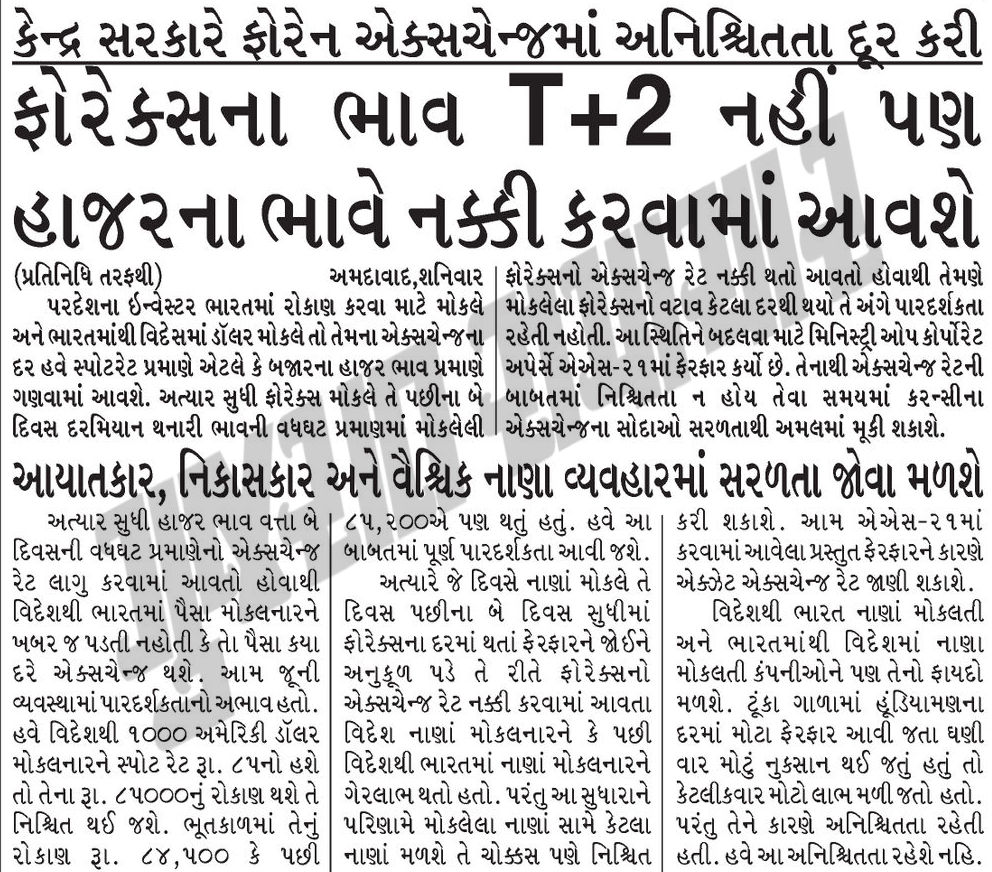 કેન્દ્ર સરકારે ફોરેન એક્સચેન્જમાં અનિશ્ચિતતા દૂર કરી
ફોરેક્સના ભાવ T+2 નહીં પણ
હાજરના ભાવે નક્કી કરવામાં આવશે
(પ્રતિનિધિ તરફથી) અમદાવાદ,શનિવાર
પરદેશના ઇન્વેસ્ટર ભારતમાં રોકાણ કરવા માટે મોકલે
અને ભારતમાંથી વિદેસમાં ડૉલર મોકલે તો તેમના એક્સચેન્જના
દર હવે સ્પોટરેટ પ્રમાણે એટલે કે બજારના હાજર ભાવ પ્રમાણે
ગણવામાં આવશે. અત્યાર સુધી ફોરેક્સ મોકલે તે પછીના બે
દિવસ દરમિયાન થનારી ભાવની વધઘટ પ્રમાણમાં મોકલેલી
ફોરેક્સનો એક્સચેન્જ રેટ નક્કી થતો આવતો હોવાથી તેમણે
મોકલેલા ફોરેક્સનો વટાવ કેટલા દરથી થયો તે અંગે પારદર્શકતા
રહેતી નહોતી. આ સ્થિતિને બદલવા માટે મિનિસ્ટ્રી ઓપ કોર્પોરેટ
અપેર્સે એએસ-૨૧માં ફેરફાર કર્યો છે. તેનાથી એક્સચેન્જ રેટની
બાબતમાં નિશ્ચિતતા ન હોય તેવા સમયમાં કરન્સીના
એક્સચેન્જના સોદાઓ સરળતાથી અમલમાં મૂકી શકાશે.
આયાતકાર, નિકાસકાર અને વૈશ્વિક નાણા વ્યવહારમાં સરળતા જોવા મળશે
અત્યાર સુધી હાજર ભાવ વત્તા બે
દિવસની વધઘટ પ્રમાણેનો એક્સચેન્જ
રેટ લાગુ કરવામાં આવતો હોવાથી
વિદેશથી ભારતમાં પૈસા મોકલનારને
ખબર જ પડતી નહોતી કે તેા પૈસા કયા
દરે એક્સચેન્જ થશે. આમ જૂની
વ્યવસ્થામાં પારદર્શકતાનો અભાવ હતો.
હવે વિદેશથી ૧૦૦૦ અમેરિકી ડૉલર
મોકલનારને સ્પોટ રેટ રૂા. ૮૫નો હશે
તો તેના રૂા. ૮૫૦૦૦નું રોકાણ થશે તે
નિશ્ચિત થઈ જશે. ભૂતકાળમાં તેનું
રોકાણ રૂા. ૮૪,૫૦૦ કે પછી
૮૫,૨૦૦એ પણ થતું હતું. હવે આ
બાબતમાં પૂર્ણ પારદર્શકતા આવી જશે.
અત્યારે જે દિવસે નાણાં મોકલે તે
દિવસ પછીના બે દિવસ સુધીમાં
ફોરેક્સના દરમાં થતાં ફેરફારને જોઈને
અનુકૂળ પડે તે રીતે ફોરેક્સનો
એક્સચેન્જ રેટ નક્કી કરવામાં આવતા
વિદેશ નાણાં મોકલનારને કે પછી
વિદેશથી ભારતમાં નાણાં મોકલનારને
ગેરલાભ થતો હતો. પરંતુ આ સુધારાને
પરિણામે મોકલેલા નાણાં સામે કેટલા
નાણાં મળશે તે ચોક્કસ પણે નિશ્ચિત
કરી શકાશે. આમ એએસ-૨૧માં
કરવામાં આવેલા પ્રસ્તુત ફેરફારને કારણે
એક્ઝેટ એક્સચેન્જ રેટ જાણી શકાશે.
વિદેશથી ભારત નાણાં મોકલતી
અને ભારતમાંથી વિદેશમાં નાણા
મોકલતી કંપનીઓને પણ તેનો ફાયદો
મળશે. ટૂંકા ગાળામાં હૂંડિયામણના
દરમાં મોટા ફેરફાર આવી જતા ઘણી
વાર મોટું નુકસાન થઈ જતું હતું તો
કેટલીકવાર મોટો લાભ મળી જતો હતો.
પરંતુ તેને કારણે અનિશ્ચિતતા રહેતી
હતી. હવે આ અનિશ્ચિતતા રહેશે નહિ.
ગુજરાત સમાચાર